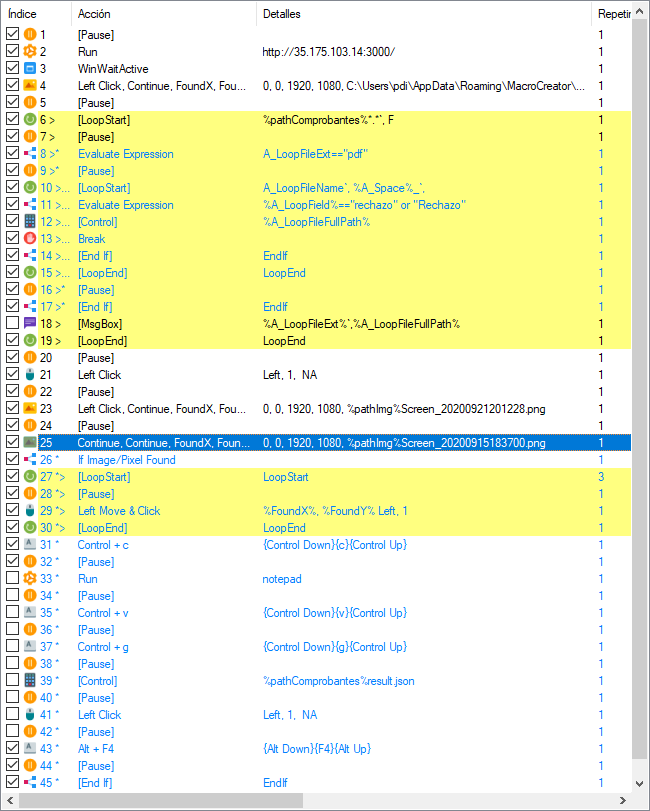 Índice Acción Detalles Repetir
1 [Pause] 1
2 Run http://35.175.103.14:3000/ 1
3 WinWaitActive 1
4 Left Click, Continue, FoundX, Fou... 0, 0, 1920, 1080, C:\Users\pdi\AppData\Roaming\MacroCreator\... 1
5 [Pause] 1
6 > [LoopStart] %pathComprobantes%*.*`, F 1
7 > [Pause] 1
8 >* Evaluate Expression A_LoopFileExt=="pdf" 1
9 >* [Pause] 1
10 >... [LoopStart] A_LoopFileName`, %A_Space%_`, 1
11 >... Evaluate Expression %A_LoopField%=="rechazo" or "Rechazo" 1
12 >... [Control] %A_LoopFileFullPath% 1
13 >... Break 1
14 >... [End If] EndIf 1
15 >... [LoopEnd] LoopEnd 1
16 >* [Pause] 1
17 >* [End If] EndIf 1
18 > [MsgBox] %A_LoopFileExt%`,%A_LoopFileFullPath% 1
19 > [LoopEnd] LoopEnd 1
20 [Pause] 1
21 Left Click Left, 1, NA 1
22 [Pause] 1
23 Left Click, Continue, FoundX, Fou... 0, 0, 1920, 1080, %pathImg%Screen_20200921201228.png 1
24 [Pause] 1
25 Continue, Continue, FoundX, Foun... 0, 0, 1920, 1080, %pathImg%Screen_20200915183700.png 1
26 * If Image/Pixel Found 1
27 *> [LoopStart] LoopStart 3
28 *> [Pause] 1
29 *> Left Move & Click %FoundX%, %FoundY% Left, 1 1
30 *> [LoopEnd] LoopEnd 1
31 * Control + c {Control Down}{c}{Control Up} 1
32 * [Pause] 1
33 * Run notepad 1
34 * [Pause] 1
35 * Control + v {Control Down}{v}{Control Up} 1
36 * [Pause] 1
37 * Control + g {Control Down}{g}{Control Up} 1
38 * [Pause] 1
39 * [Control] %pathComprobantes%result.json 1
40 * [Pause] 1
41 * Left Click Left, 1, NA 1
42 * [Pause] 1
43 * Alt + F4 {Alt Down}{F4}{Alt Up} 1
44 * [Pause] 1
45 * [End If] EndIf 1